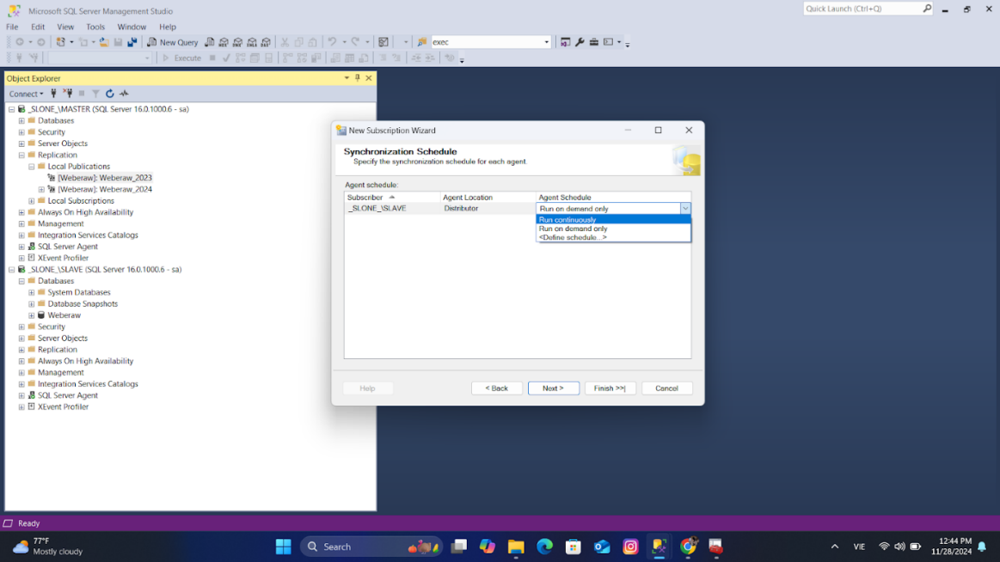 Microsoft SQL Server Management Studio
Quick Launch (Ctrl+Q)
File Edit View Tools Window Help
New Query
exec
Execute
Object Explorer
Connect
_SLONE_\MASTER (SQL Server 16.0.1000.6 - sa)
Databases
Security
Server Objects
Replication
Local Publications
[Weberaw]: Weberaw_2023
[Weberaw]: Weberaw_2024
Local Subscriptions
Always On High Availability
Management
Integration Services Catalogs
SQL Server Agent
XEvent Profiler
_SLONE_\SLAVE (SQL Server 16.0.1000.6 - sa)
Databases
System Databases
Database Snapshots
Weberaw
Security
Server Objects
Replication
Always On High Availability
Management
Integration Services Catalogs
SQL Server Agent
XEvent Profiler
New Subscription Wizard
Synchronization Schedule
Specify the synchronization schedule for each agent.
Agent schedule:
Subscriber Agent Location Agent Schedule
_SLONE_\SLAVE Distributor Run on demand only
Run continuously
Run on demand only
<Define schedule...>
Help < Back Next > Finish >>| Cancel
Ready
77°F
Mostly cloudy
Search
VIE
12:44 PM
11/28/2024